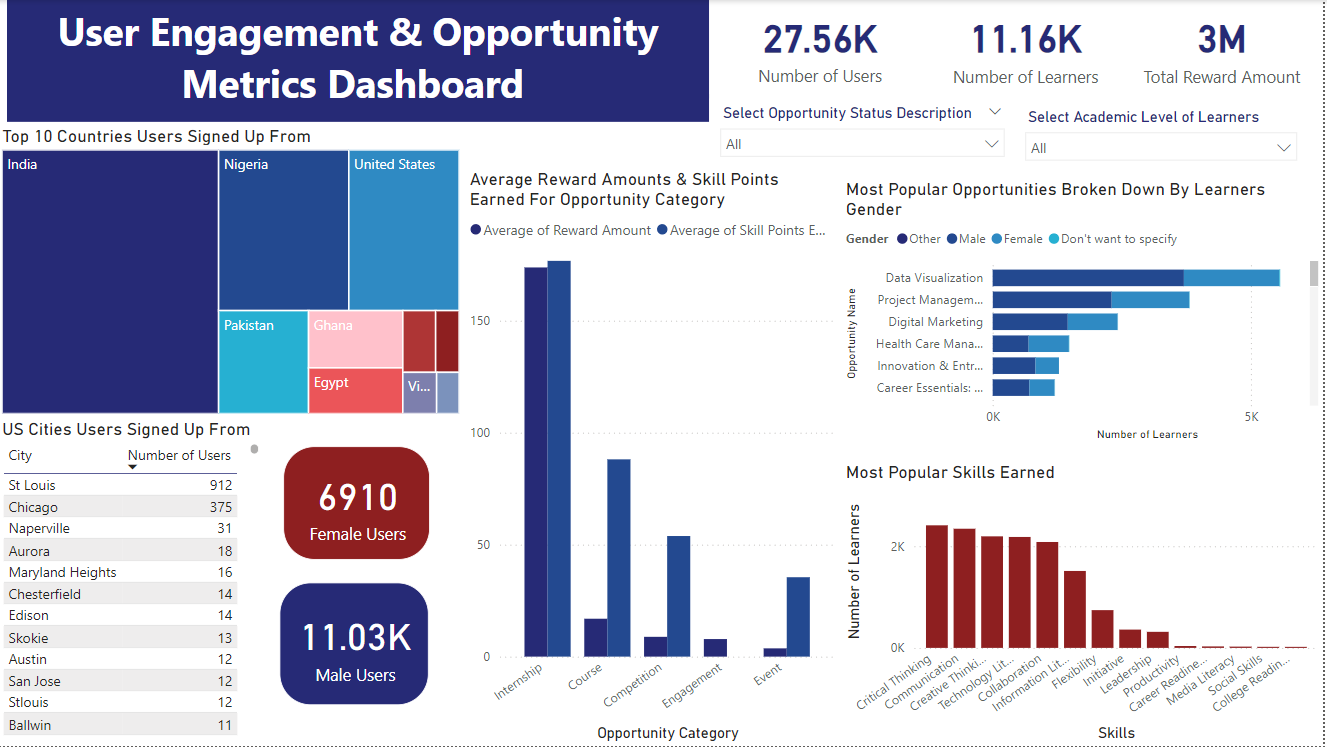 User Engagement & Opportunity
Metrics Dashboard
27.56K
Number of Users
11.16K
Number of Learners
3M
Total Reward Amount
Select Opportunity Status Description
All
Select Academic Level of Learners
All
Top 10 Countries Users Signed Up From
India
Nigeria
United States
Pakistan
Ghana
Egypt
Vi...
US Cities Users Signed Up From
City Number of Users
St Louis 912
Chicago 375
Naperville 31
Aurora 18
Maryland Heights 16
Chesterfield 14
Edison 14
Skokie 13
Austin 12
San Jose 12
Stlouis 12
Ballwin 11
6910
Female Users
11.03K
Male Users
Average Reward Amounts & Skill Points
Earned For Opportunity Category
Average of Reward Amount Average of Skill Points E...
150
100
50
0
Internship
Course
Competition
Engagement
Event
Opportunity Category
Most Popular Opportunities Broken Down By Learners
Gender
Gender Other Male Female Don't want to specify
Opportunity Name
Data Visualization
Project Managem...
Digital Marketing
Health Care Mana...
Innovation & Entr...
Career Essentials: ...
0K 5K
Number of Learners
Most Popular Skills Earned
Number of Learners
2K
0K
Critical Thinking
Communication
Creative Thinki...
Technology Lit...
Collaboration
Information Lit...
Flexibility
Initiative
Leadership
Productivity
Career Readine...
Media Literacy
Social Skills
College Readin...
Skills